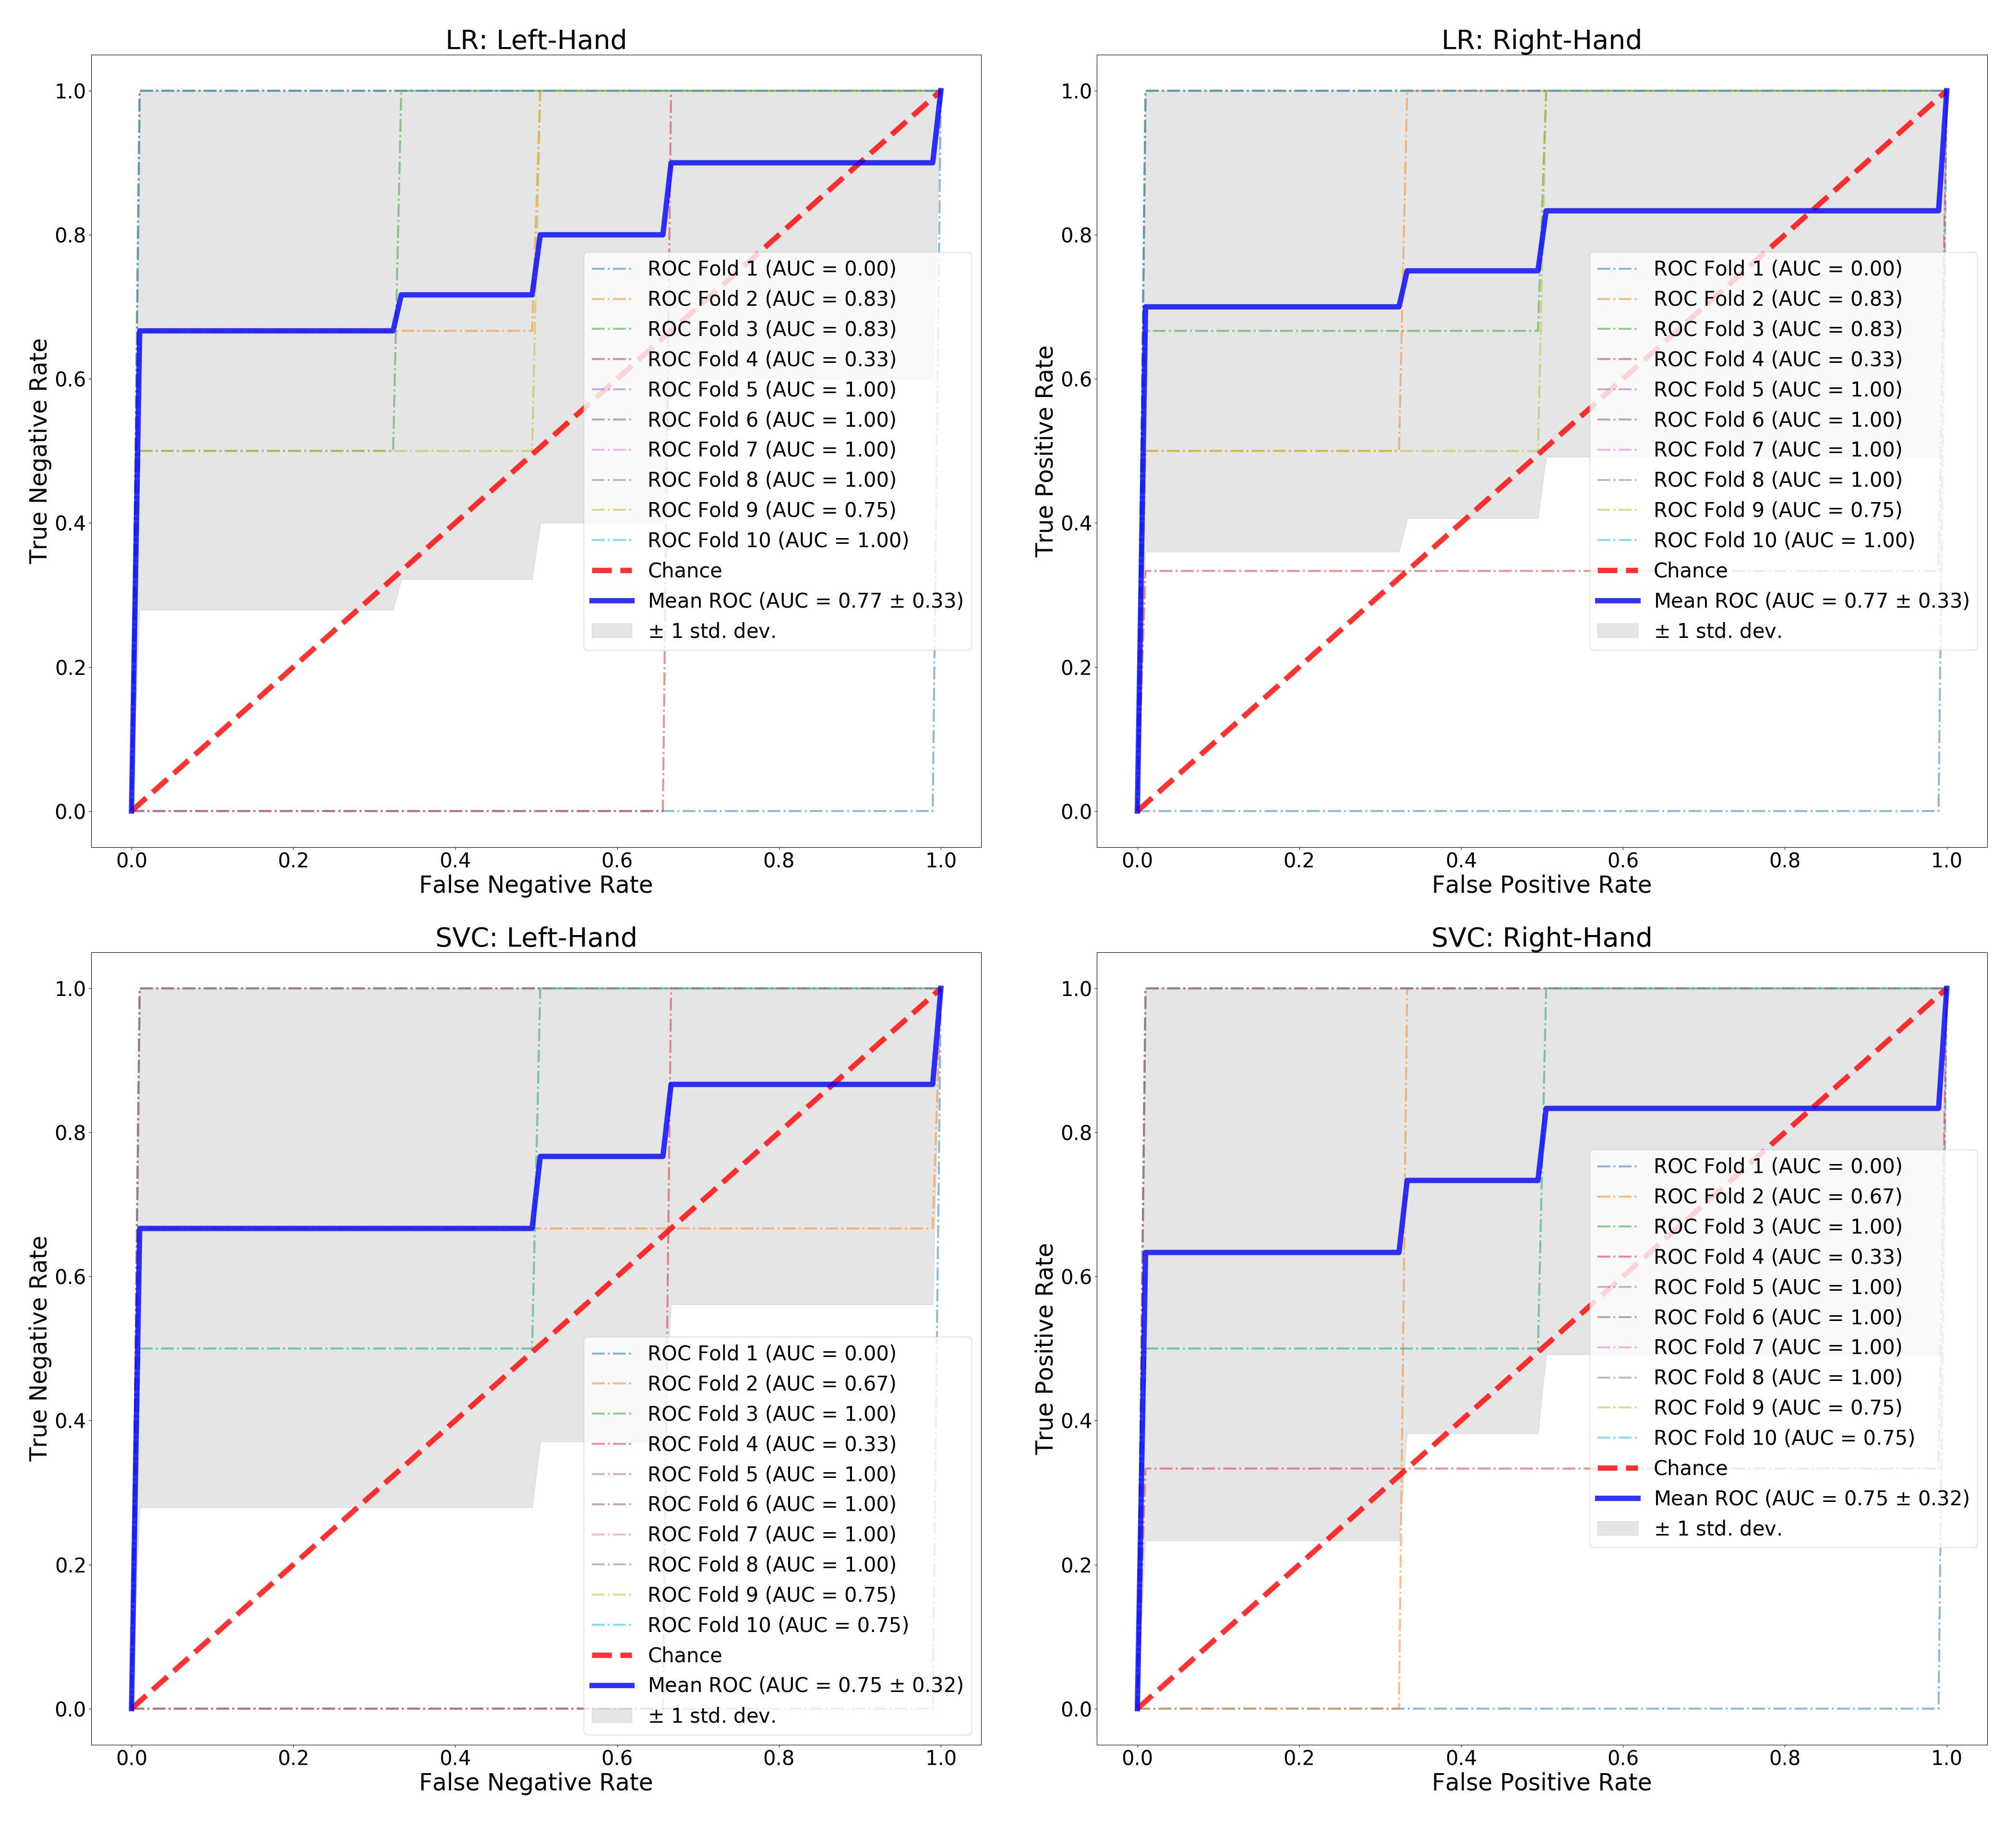 LR: Left-Hand
True Negative Rate
1.0
0.8
0.6
0.4
0.2
0.0
ROC Fold 1 (AUC = 0.00)
ROC Fold 2 (AUC = 0.83)
ROC Fold 3 (AUC = 0.83)
ROC Fold 4 (AUC = 0.33)
ROC Fold 5 (AUC = 1.00)
ROC Fold 6 (AUC = 1.00)
ROC Fold 7 (AUC = 1.00)
ROC Fold 8 (AUC = 1.00)
ROC Fold 9 (AUC = 0.75)
ROC Fold 10 (AUC = 1.00)
Chance
Mean ROC (AUC = 0.77 ± 0.33)
± 1 std. dev.
0.0 0.2 0.4 0.6 0.8 1.0
False Negative Rate
LR: Right-Hand
True Positive Rate
1.0
0.8
0.6
0.4
0.2
0.0
ROC Fold 1 (AUC = 0.00)
ROC Fold 2 (AUC = 0.83)
ROC Fold 3 (AUC = 0.83)
ROC Fold 4 (AUC = 0.33)
ROC Fold 5 (AUC = 1.00)
ROC Fold 6 (AUC = 1.00)
ROC Fold 7 (AUC = 1.00)
ROC Fold 8 (AUC = 1.00)
ROC Fold 9 (AUC = 0.75)
ROC Fold 10 (AUC = 1.00)
Chance
Mean ROC (AUC = 0.77 ± 0.33)
± 1 std. dev.
0.0 0.2 0.4 0.6 0.8 1.0
False Positive Rate
SVC: Left-Hand
True Negative Rate
1.0
0.8
0.6
0.4
0.2
0.0
ROC Fold 1 (AUC = 0.00)
ROC Fold 2 (AUC = 0.67)
ROC Fold 3 (AUC = 1.00)
ROC Fold 4 (AUC = 0.33)
ROC Fold 5 (AUC = 1.00)
ROC Fold 6 (AUC = 1.00)
ROC Fold 7 (AUC = 1.00)
ROC Fold 8 (AUC = 1.00)
ROC Fold 9 (AUC = 0.75)
ROC Fold 10 (AUC = 0.75)
Chance
Mean ROC (AUC = 0.75 ± 0.32)
± 1 std. dev.
0.0 0.2 0.4 0.6 0.8 1.0
False Negative Rate
SVC: Right-Hand
True Positive Rate
1.0
0.8
0.6
0.4
0.2
0.0
ROC Fold 1 (AUC = 0.00)
ROC Fold 2 (AUC = 0.67)
ROC Fold 3 (AUC = 1.00)
ROC Fold 4 (AUC = 0.33)
ROC Fold 5 (AUC = 1.00)
ROC Fold 6 (AUC = 1.00)
ROC Fold 7 (AUC = 1.00)
ROC Fold 8 (AUC = 1.00)
ROC Fold 9 (AUC = 0.75)
ROC Fold 10 (AUC = 0.75)
Chance
Mean ROC (AUC = 0.75 ± 0.32)
± 1 std. dev.
0.0 0.2 0.4 0.6 0.8 1.0
False Positive Rate